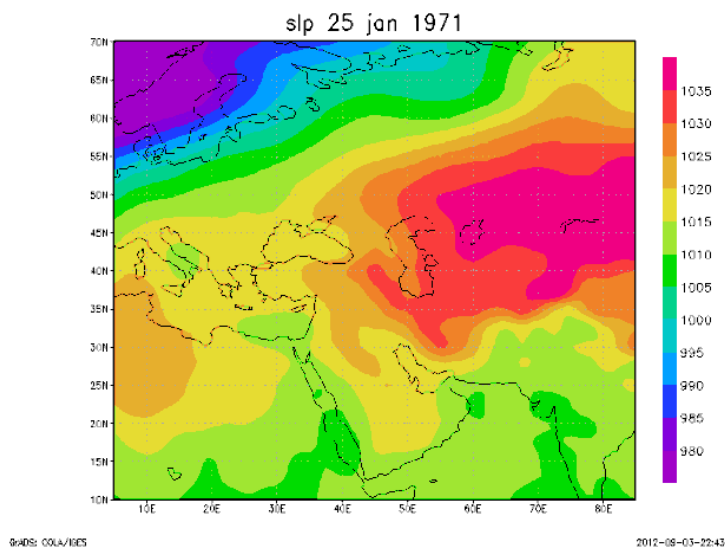 slp 25 jan 1971
70N
65N
60N
55N
50N
45N
40N
35N
30N
25N
20N
15N
10N
10E
20E
30E
40E
50E
60E
70E
80E
1035
1030
1025
1020
1015
1010
1005
1000
995
990
985
980
GrADS: COLA/IGES
2012-09-03-22:43